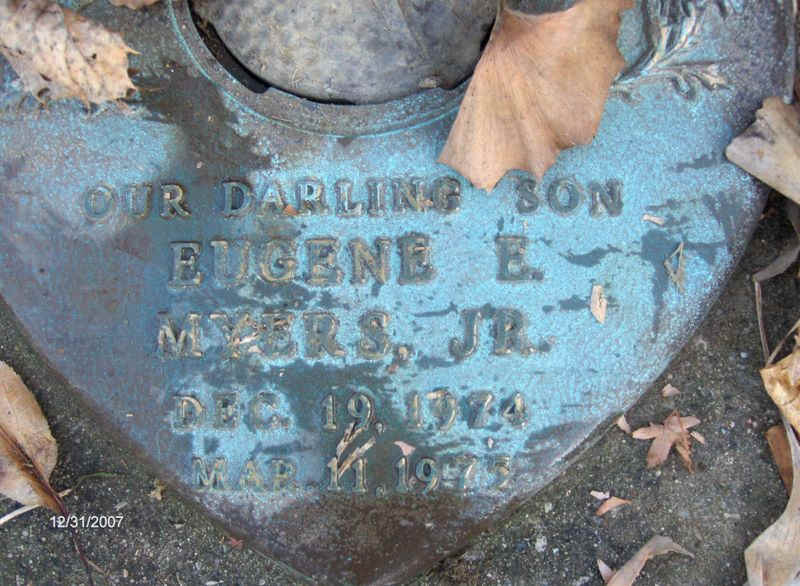 OUR DARLING SON
EUGENE E.
MYERS, JR.
DEC. 19, 1974
MAR. 11, 1975
12/31/2007